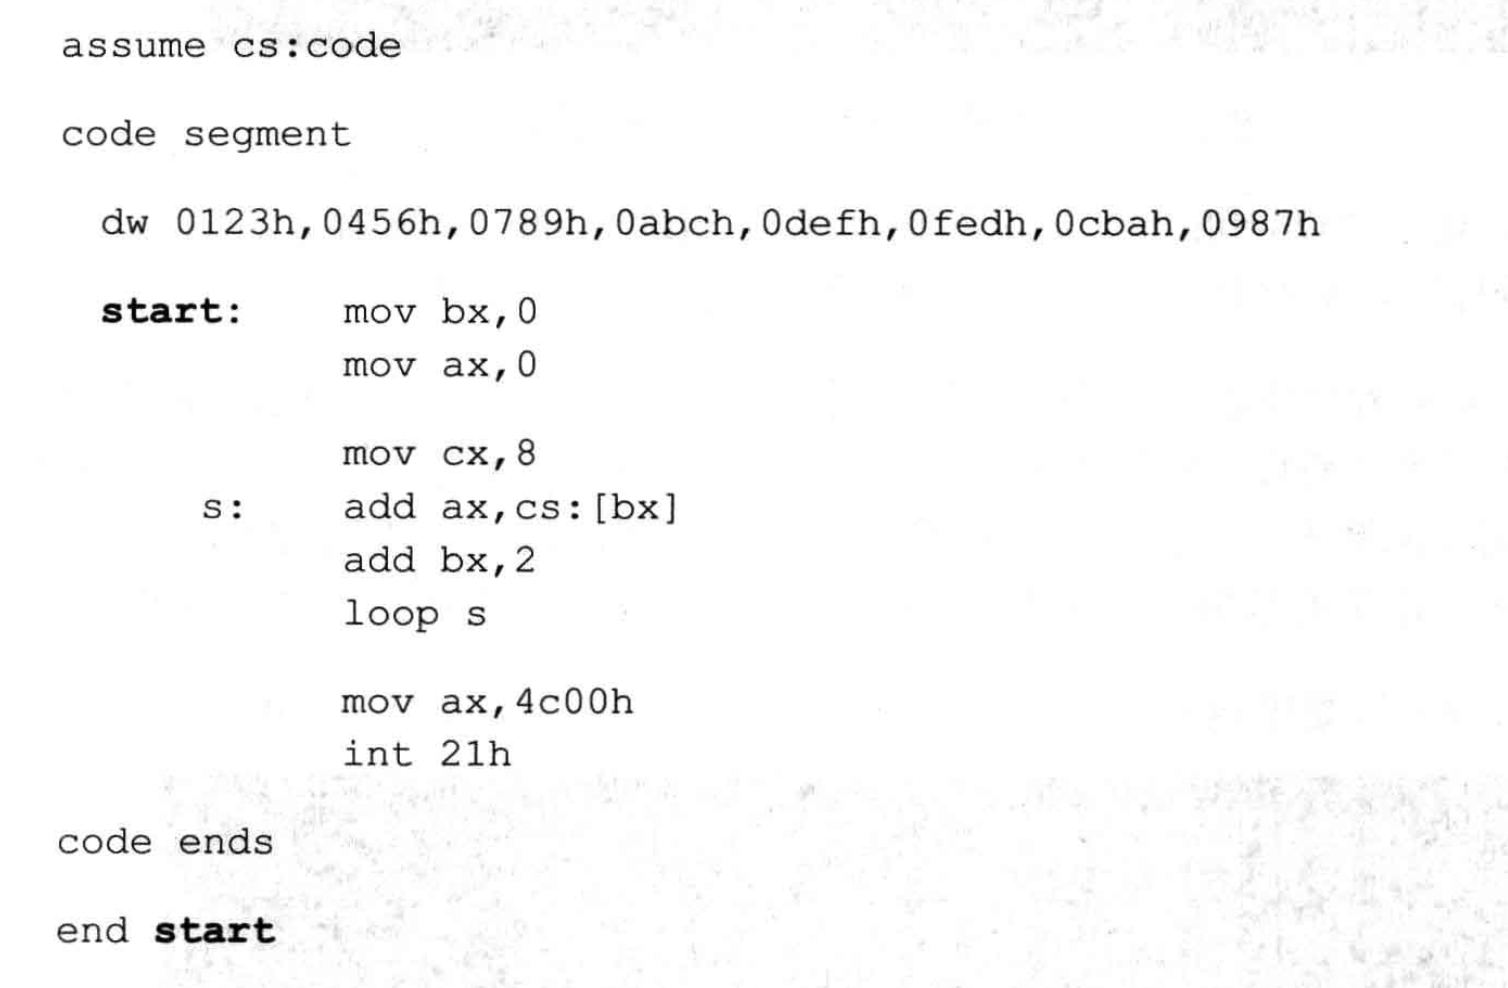 assume cs:code
code segment
dw 0123h,0456h,0789h,0abch,0defh,0fedh,0cbah,0987h
start: mov bx,0
mov ax,0
mov cx,8
s: add ax,cs:[bx]
add bx,2
loop s
mov ax,4c00h
int 21h
code ends
end start